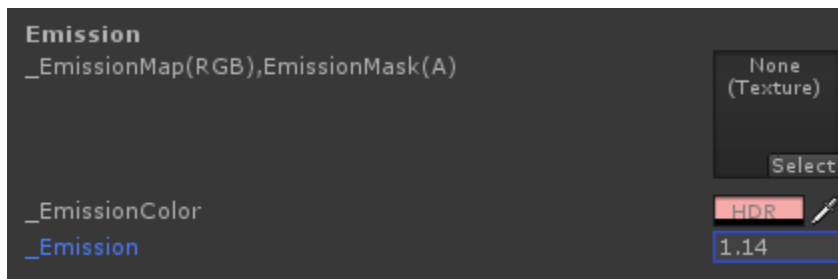 Emission
_EmissionMap(RGB),EmissionMask(A)
None
(Texture)
Select
_EmissionColor
HDR
_Emission
1.14